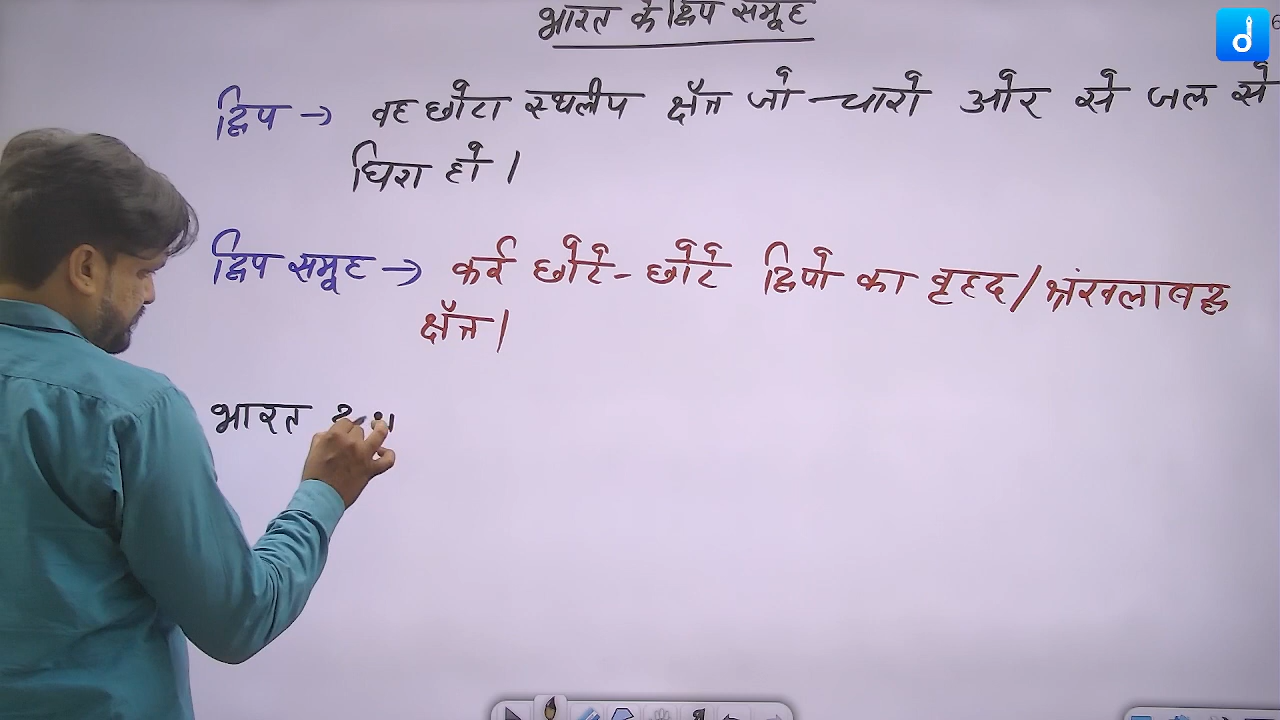 भारत के द्विप समूह
द्विप → वह छोटा स्थलीय क्षेत्र जो चारो ओर से जल से
घिरा हो।
द्विप समूह → कई छोटे-छोटे द्विपो का वृहद/श्रृंखलाबद्ध
क्षेत्र।
भारत